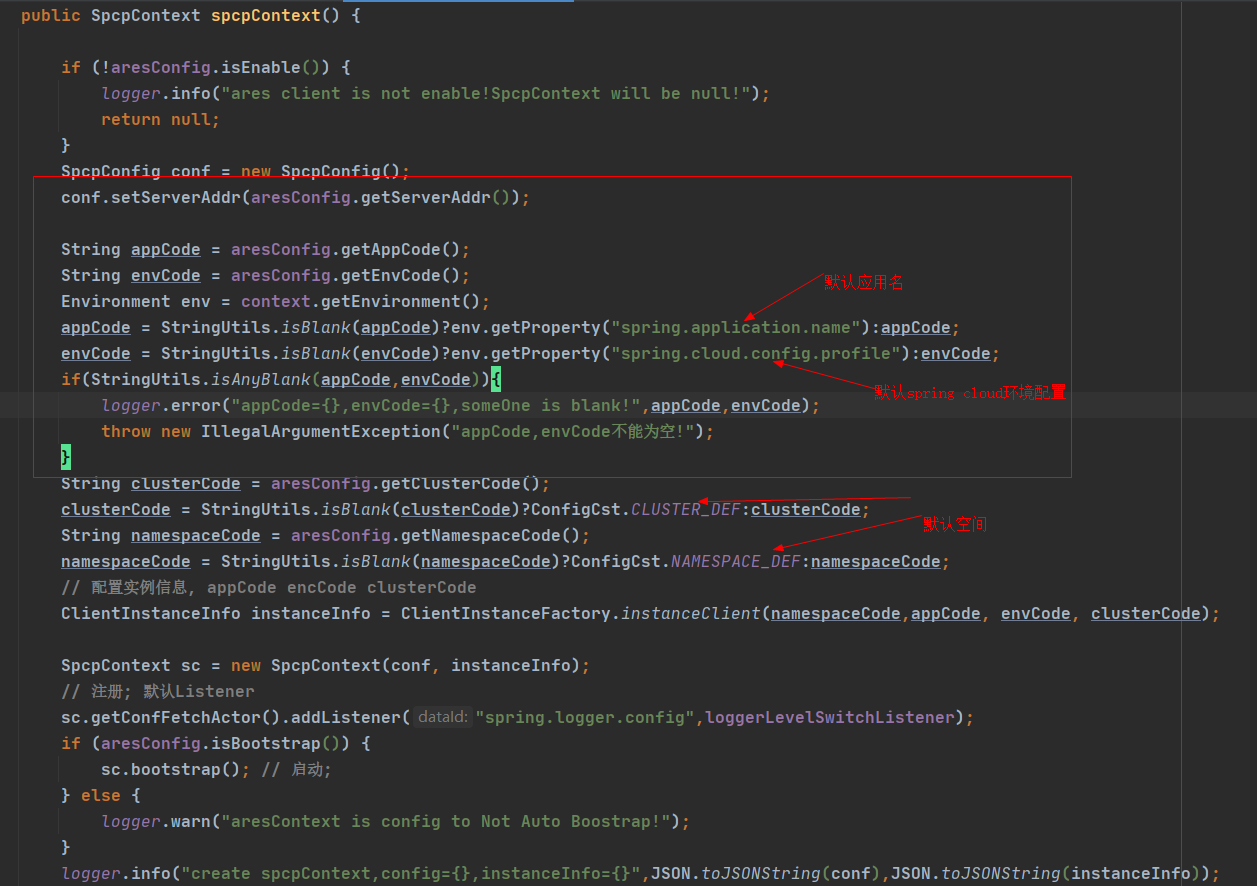 public SpcpContext spcpContext() {
if (!aresConfig.isEnable()) {
logger.info("ares client is not enable!SpcpContext will be null!");
return null;
}
SpcpConfig conf = new SpcpConfig();
conf.setServerAddr(aresConfig.getServerAddr());
String appCode = aresConfig.getAppCode();
String envCode = aresConfig.getEnvCode();
默认应用名
Environment env = context.getEnvironment();
appCode = StringUtils.isBlank(appCode)?env.getProperty("spring.application.name"):appCode;
envCode = StringUtils.isBlank(envCode)?env.getProperty("spring.cloud.config.profile"):envCode;
if(StringUtils.isAnyBlank(appCode,envCode)){
默认spring cloud环境配置
logger.error("appCode={},envCode={},someOne is blank!",appCode,envCode);
throw new IllegalArgumentException("appCode,envCode不能为空!");
}
String clusterCode = aresConfig.getClusterCode();
clusterCode = StringUtils.isBlank(clusterCode)?ConfigCst.CLUSTER_DEF:clusterCode;
默认空间
String namespaceCode = aresConfig.getNamespaceCode();
namespaceCode = StringUtils.isBlank(namespaceCode)?ConfigCst.NAMESPACE_DEF:namespaceCode;
// 配置实例信息, appCode encCode clusterCode
ClientInstanceInfo instanceInfo = ClientInstanceFactory.instanceClient(namespaceCode,appCode, envCode, clusterCode);
SpcpContext sc = new SpcpContext(conf, instanceInfo);
// 注册; 默认Listener
sc.getConfFetchActor().addListener( dataId: "spring.logger.config",loggerLevelSwitchListener);
if (aresConfig.isBootstrap()) {
sc.bootstrap(); // 启动;
} else {
logger.warn("aresContext is config to Not Auto Boostrap!");
}
logger.info("create spcpContext,config={},instanceInfo={}",JSON.toJSONString(conf),JSON.toJSONString(instanceInfo));